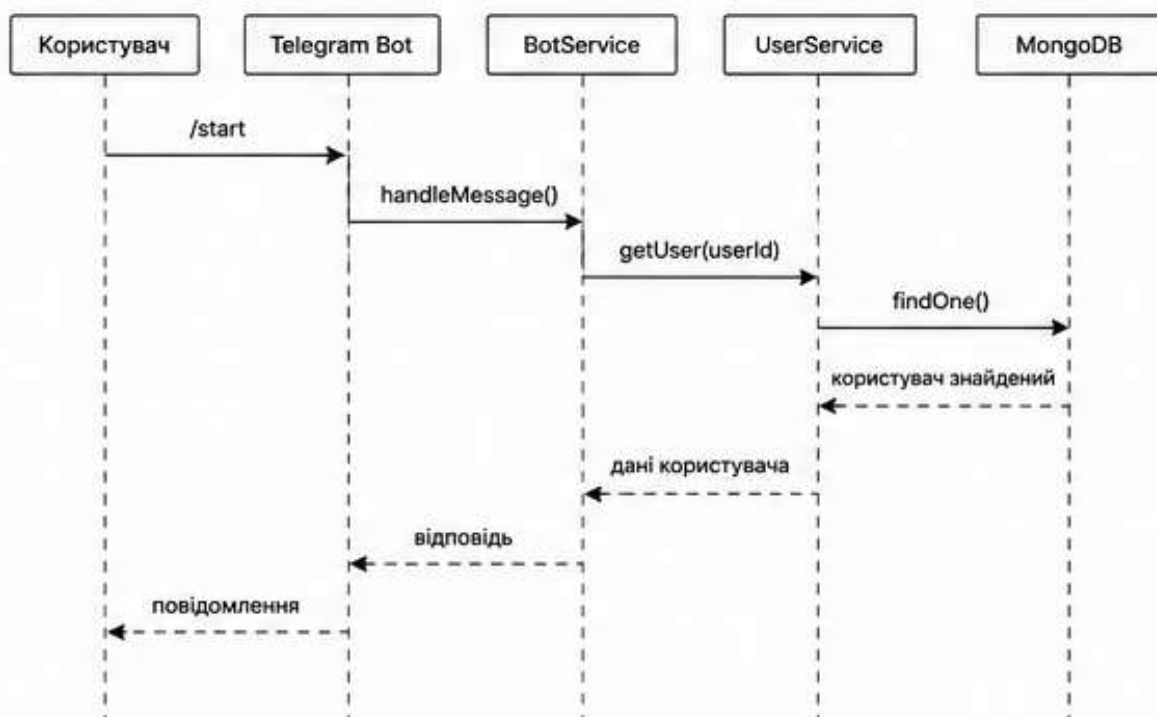 Користувач
Telegram Bot
BotService
UserService
MongoDB
/start
handleMessage()
getUser(userId)
findOne()
користувач знайдений
дані користувача
відповідь
повідомлення